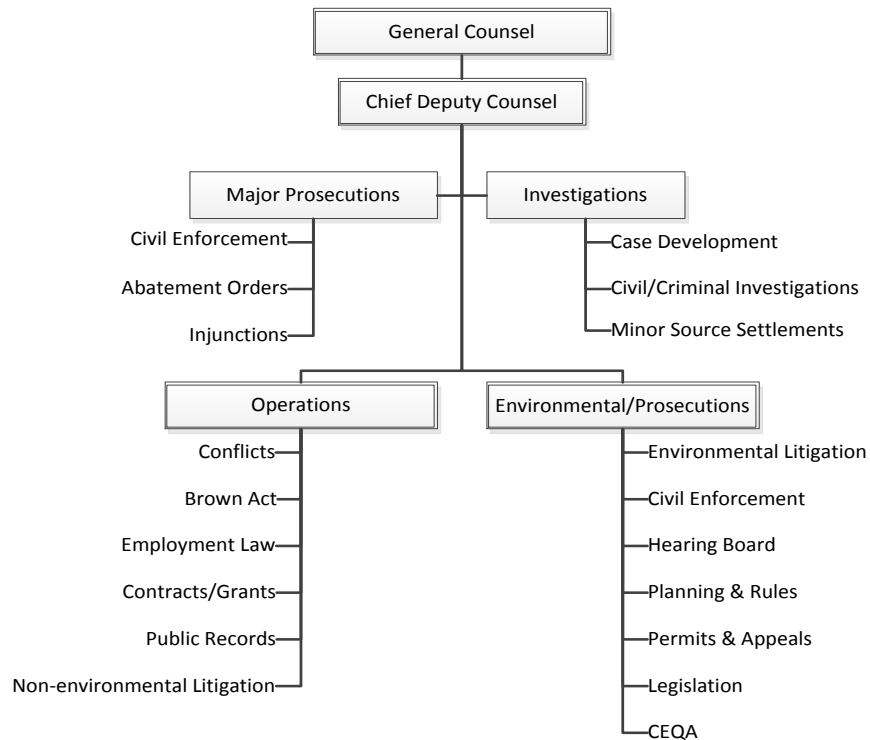 General Counsel
Chief Deputy Counsel
Major Prosecutions
Civil Enforcement
Abatement Orders
Injunctions
Investigations
Case Development
Civil/Criminal Investigations
Minor Source Settlements
Operations
Conflicts
Brown Act
Employment Law
Contracts/Grants
Public Records
Non-environmental Litigation
Environmental/Prosecutions
Environmental Litigation
Civil Enforcement
Hearing Board
Planning & Rules
Permits & Appeals
Legislation
CEQA